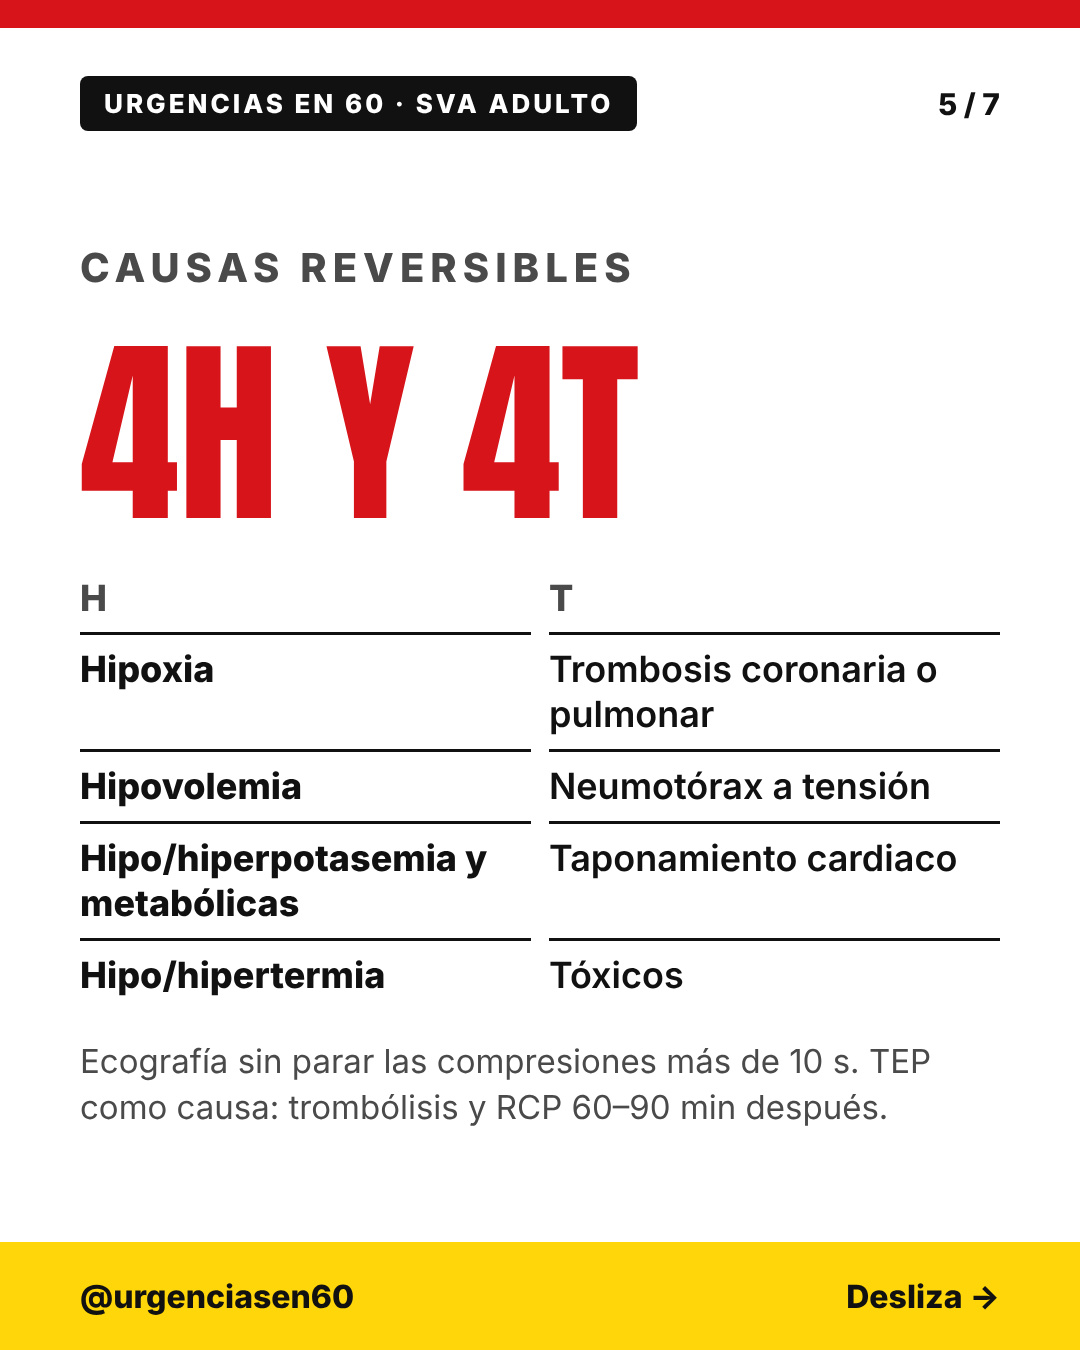 URGENCIAS EN 60 · SVA ADULTO
5 / 7
CAUSAS REVERSIBLES
4H Y 4T
H
T
Hipoxia
Trombosis coronaria o
pulmonar
Hipovolemia
Neumotórax a tensión
Hipo/hiperpotasemia y
metabólicas
Taponamiento cardiaco
Hipo/hipertermia
Tóxicos
Ecografía sin parar las compresiones más de 10 s. TEP
como causa: trombólisis y RCP 60–90 min después.
@urgenciasen60
Desliza →